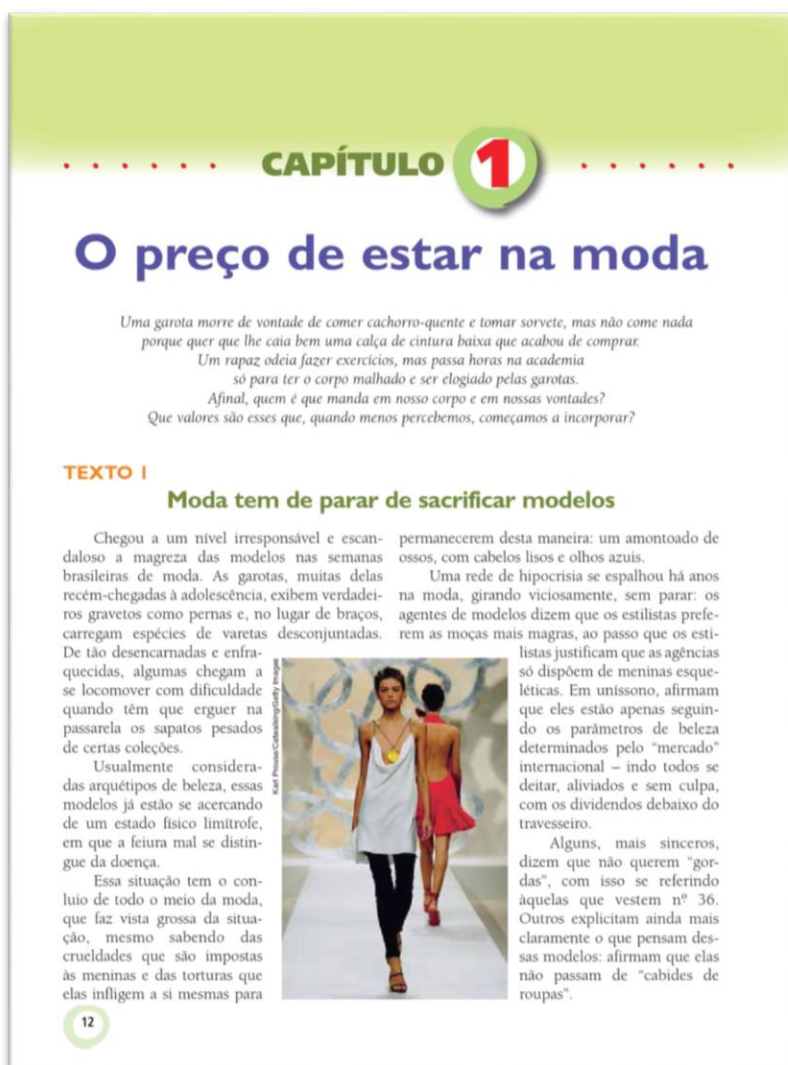 CAPÍTULO 1
O preço de estar na moda
Uma garota morre de vontade de comer cachorro-quente e tomar sorvete, mas não come nada
porque quer que lhe caia bem uma calça de cintura baixa que acabou de comprar.
Um rapaz odeia fazer exercícios, mas passa horas na academia
só para ter o corpo malhado e ser elogiado pelas garotas.
Afinal, quem é que manda em nosso corpo e em nossas vontades?
Que valores são esses que, quando menos percebemos, começamos a incorporar?
TEXTO I
Moda tem de parar de sacrificar modelos
Chegou a um nível irresponsável e escan-
daloso a magreza das modelos nas semanas
brasileiras de moda. As garotas, muitas delas
recém-chegadas à adolescência, exibem verdadei-
ros gravetos como pernas e, no lugar de braços,
carregam espécies de varetas desconjuntadas.
De tão desencarnadas e enfra-
quecidas, algumas chegam a
se locomover com dificuldade
quando têm que erguer na
passarela os sapatos pesados
de certas coleções.
Usualmente considera-
das arquétipos de beleza, essas
modelos já estão se acercando
de um estado físico limítrofe,
em que a feiura mal se distin-
gue da doença.
Essa situação tem o con-
luio de todo o meio da moda,
que faz vista grossa da situa-
ção, mesmo sabendo das
crueldades que são impostas
às meninas e das torturas que
elas infligem a si mesmas para
Karl Prouse/Catwalking/Getty Images
permanecerem desta maneira: um amontoado de
ossos, com cabelos lisos e olhos azuis.
Uma rede de hipocrisia se espalhou há anos
na moda, girando viciosamente, sem parar: os
agentes de modelos dizem que os estilistas prefe-
rem as moças mais magras, ao passo que os esti-
listas justificam que as agências
só dispõem de meninas esque-
léticas. Em uníssono, afirmam
que eles estão apenas seguin-
do os parâmetros de beleza
determinados pelo "mercado"
internacional – indo todos se
deitar, aliviados e sem culpa,
com os dividendos debaixo do
travesseiro.
Alguns, mais sinceros,
dizem que não querem "gor-
das", com isso se referindo
àquelas que vestem nº 36.
Outros explicitam ainda mais
claramente o que pensam des-
sas modelos: afirmam que elas
não passam de "cabides de
roupas".
12